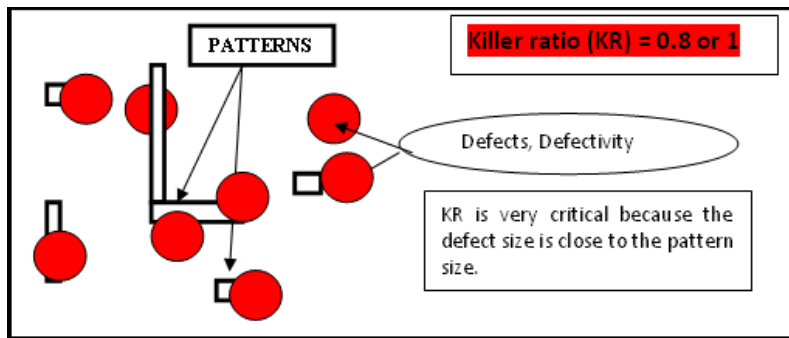 PATTERNS
Killer ratio (KR) = 0.8 or 1
Defects, Defectivity
KR is very critical because the
defect size is close to the pattern
size.